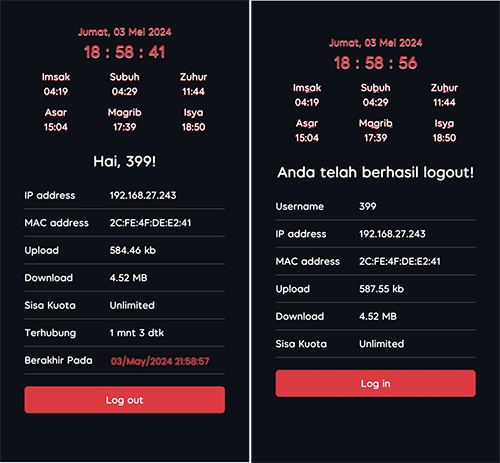 Jumat, 03 Mei 2024
18 : 58 : 41
Imsak Subuh Zuhur
04:19 04:29 11:44
Asar Magrib Isya
15:04 17:39 18:50
Hai, 399!
IP address 192.168.27.243
MAC address 2C:FE:4F:DE:E2:41
Upload 584.46 kb
Download 4.52 MB
Sisa Kuota Unlimited
Terhubung 1 mnt 3 dtk
Berakhir Pada 03/May/2024 21:58:57
Log out
Jumat, 03 Mei 2024
18 : 58 : 56
Imsak Subuh Zuhur
04:19 04:29 11:44
Asar Magrib Isya
15:04 17:39 18:50
Anda telah berhasil logout!
Username 399
IP address 192.168.27.243
MAC address 2C:FE:4F:DE:E2:41
Upload 587.55 kb
Download 4.52 MB
Sisa Kuota Unlimited
Log in